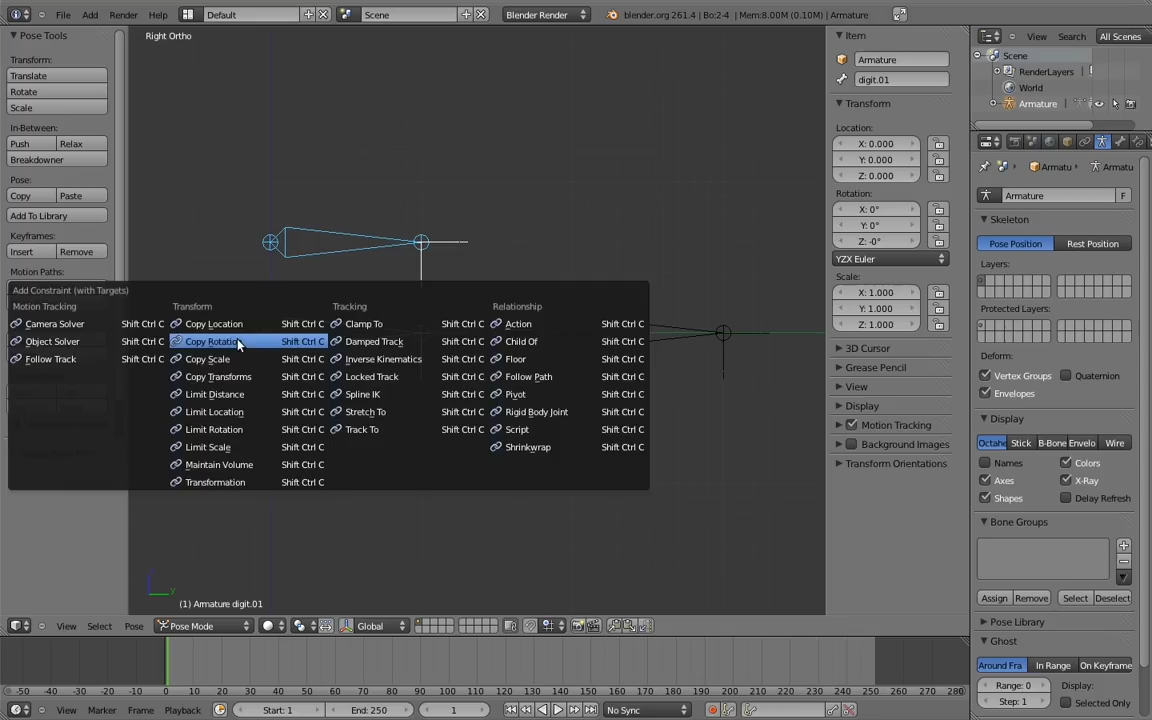 File Add Render Help Default Scene Blender Render blender.org 261.4 | Bo:2-4 | Mem:8.00M (0.10M) | Armature
Pose Tools
Transform:
Translate
Rotate
Scale
In-Between:
Push Relax
Breakdowner
Pose:
Copy Paste
Add To Library
Keyframes:
Insert Remove
Motion Paths:
Right Ortho
Add Constraint (with Targets)
Motion Tracking
Camera Solver Shift Ctrl C
Object Solver Shift Ctrl C
Follow Track Shift Ctrl C
Transform
Copy Location Shift Ctrl C
Copy Rotation Shift Ctrl C
Copy Scale Shift Ctrl C
Copy Transforms Shift Ctrl C
Limit Distance Shift Ctrl C
Limit Location Shift Ctrl C
Limit Rotation Shift Ctrl C
Limit Scale Shift Ctrl C
Maintain Volume Shift Ctrl C
Transformation Shift Ctrl C
Tracking
Clamp To Shift Ctrl C
Damped Track Shift Ctrl C
Inverse Kinematics Shift Ctrl C
Locked Track Shift Ctrl C
Spline IK Shift Ctrl C
Stretch To Shift Ctrl C
Track To Shift Ctrl C
Relationship
Action Shift Ctrl C
Child Of Shift Ctrl C
Floor Shift Ctrl C
Follow Path Shift Ctrl C
Pivot Shift Ctrl C
Rigid Body Joint Shift Ctrl C
Script Shift Ctrl C
Shrinkwrap Shift Ctrl C
z
y
(1) Armature digit.01
Item
Armature
digit.01
Transform
Location:
X: 0.000
Y: 0.000
Z: 0.000
Rotation:
X: 0°
Y: 0°
Z: -0°
YZX Euler
Scale:
X: 1.000
Y: 1.000
Z: 1.000
3D Cursor
Grease Pencil
View
Display
Motion Tracking
Background Images
Transform Orientations
View Search All Scenes
Scene
RenderLayers
World
Armature
Armatu Armatu
Armature F
Skeleton
Pose Position Rest Position
Layers:
Protected Layers:
Deform:
Vertex Groups Quaternion
Envelopes
Display
Octahe Stick B-Bone Envelo Wire
Names Colors
Axes X-Ray
Shapes Delay Refresh
Bone Groups
Assign Remove Select Deselect
Pose Library
Ghost
Around Fra In Range On Keyframe
Range: 0 Display:
Step: 1 Selected Only
View Select Pose Pose Mode Global
-50 -40 -30 -20 -10 0 10 20 30 40 50 60 70 80 90 100 110 120 130 140 150 160 170 180 190 200 210 220 230 240 250 260 270 280
View Marker Frame Playback Start: 1 End: 250 1 No Sync